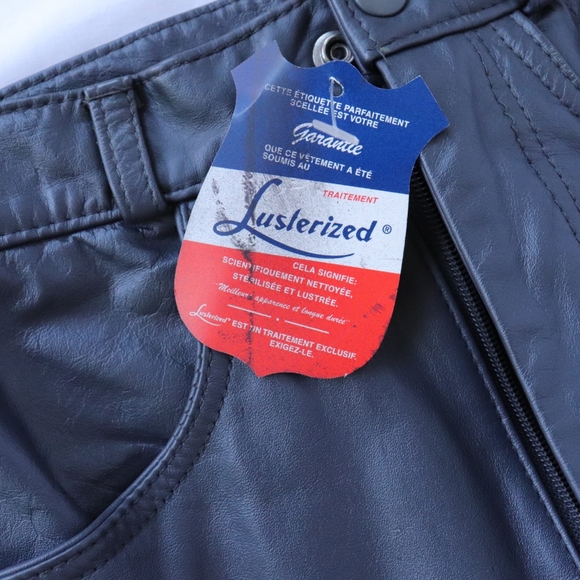 CETTE ÉTIQUETTE PARFAITEMENT
SCELLÉE EST VOTRE
Garantie
QUE CE VÊTEMENT A ÉTÉ
SOUMIS AU
TRAITEMENT
Lusterized ®
CELA SIGNIFIE:
SCIENTIFIQUEMENT NETTOYÉE,
STÉRILISÉE ET LUSTRÉE.
Meilleure apparence et longue durée
Lusterized EST UN TRAITEMENT EXCLUSIF.
EXIGEZ-LE.